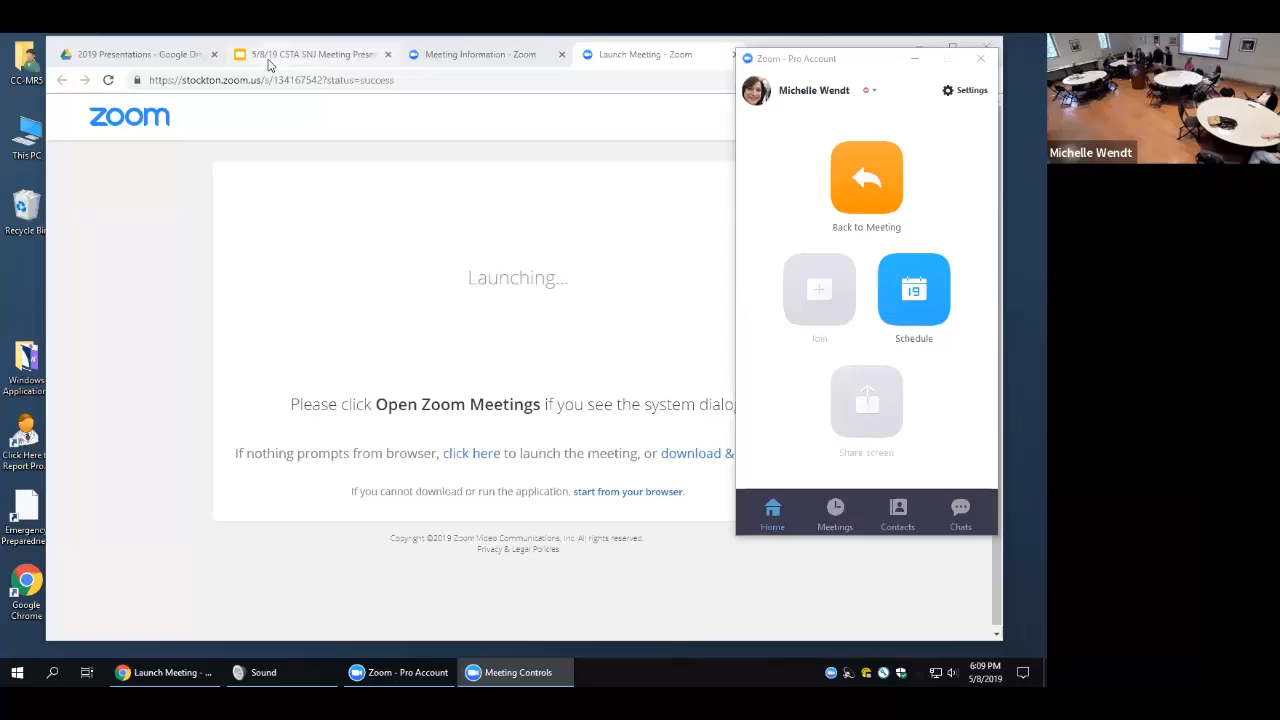 2019 Presentations - Google Dri
5/8/19 CSTA SNJ Meeting Presen
Meeting Information - Zoom
Launch Meeting - Zoom
https://stockton.zoom.us/s/134167542?status=success
zoom
Launching...
Please click Open Zoom Meetings if you see the system dialog
If nothing prompts from browser, click here to launch the meeting, or download &
If you cannot download or run the application, start from your browser.
Copyright ©2019 Zoom Video Communications, Inc. All rights reserved.
Privacy & Legal Policies
Zoom - Pro Account
Michelle Wendt
Settings
Back to Meeting
19
Join
Schedule
Share screen
Home
Meetings
Contacts
Chats
Michelle Wendt
CC-MR5
This PC
Recycle Bin
Windows
Application...
Click Here to
Report Pro...
Emergency
Preparedne...
Google
Chrome
Launch Meeting - ...
Sound
Zoom - Pro Account
Meeting Controls
6:09 PM
5/8/2019